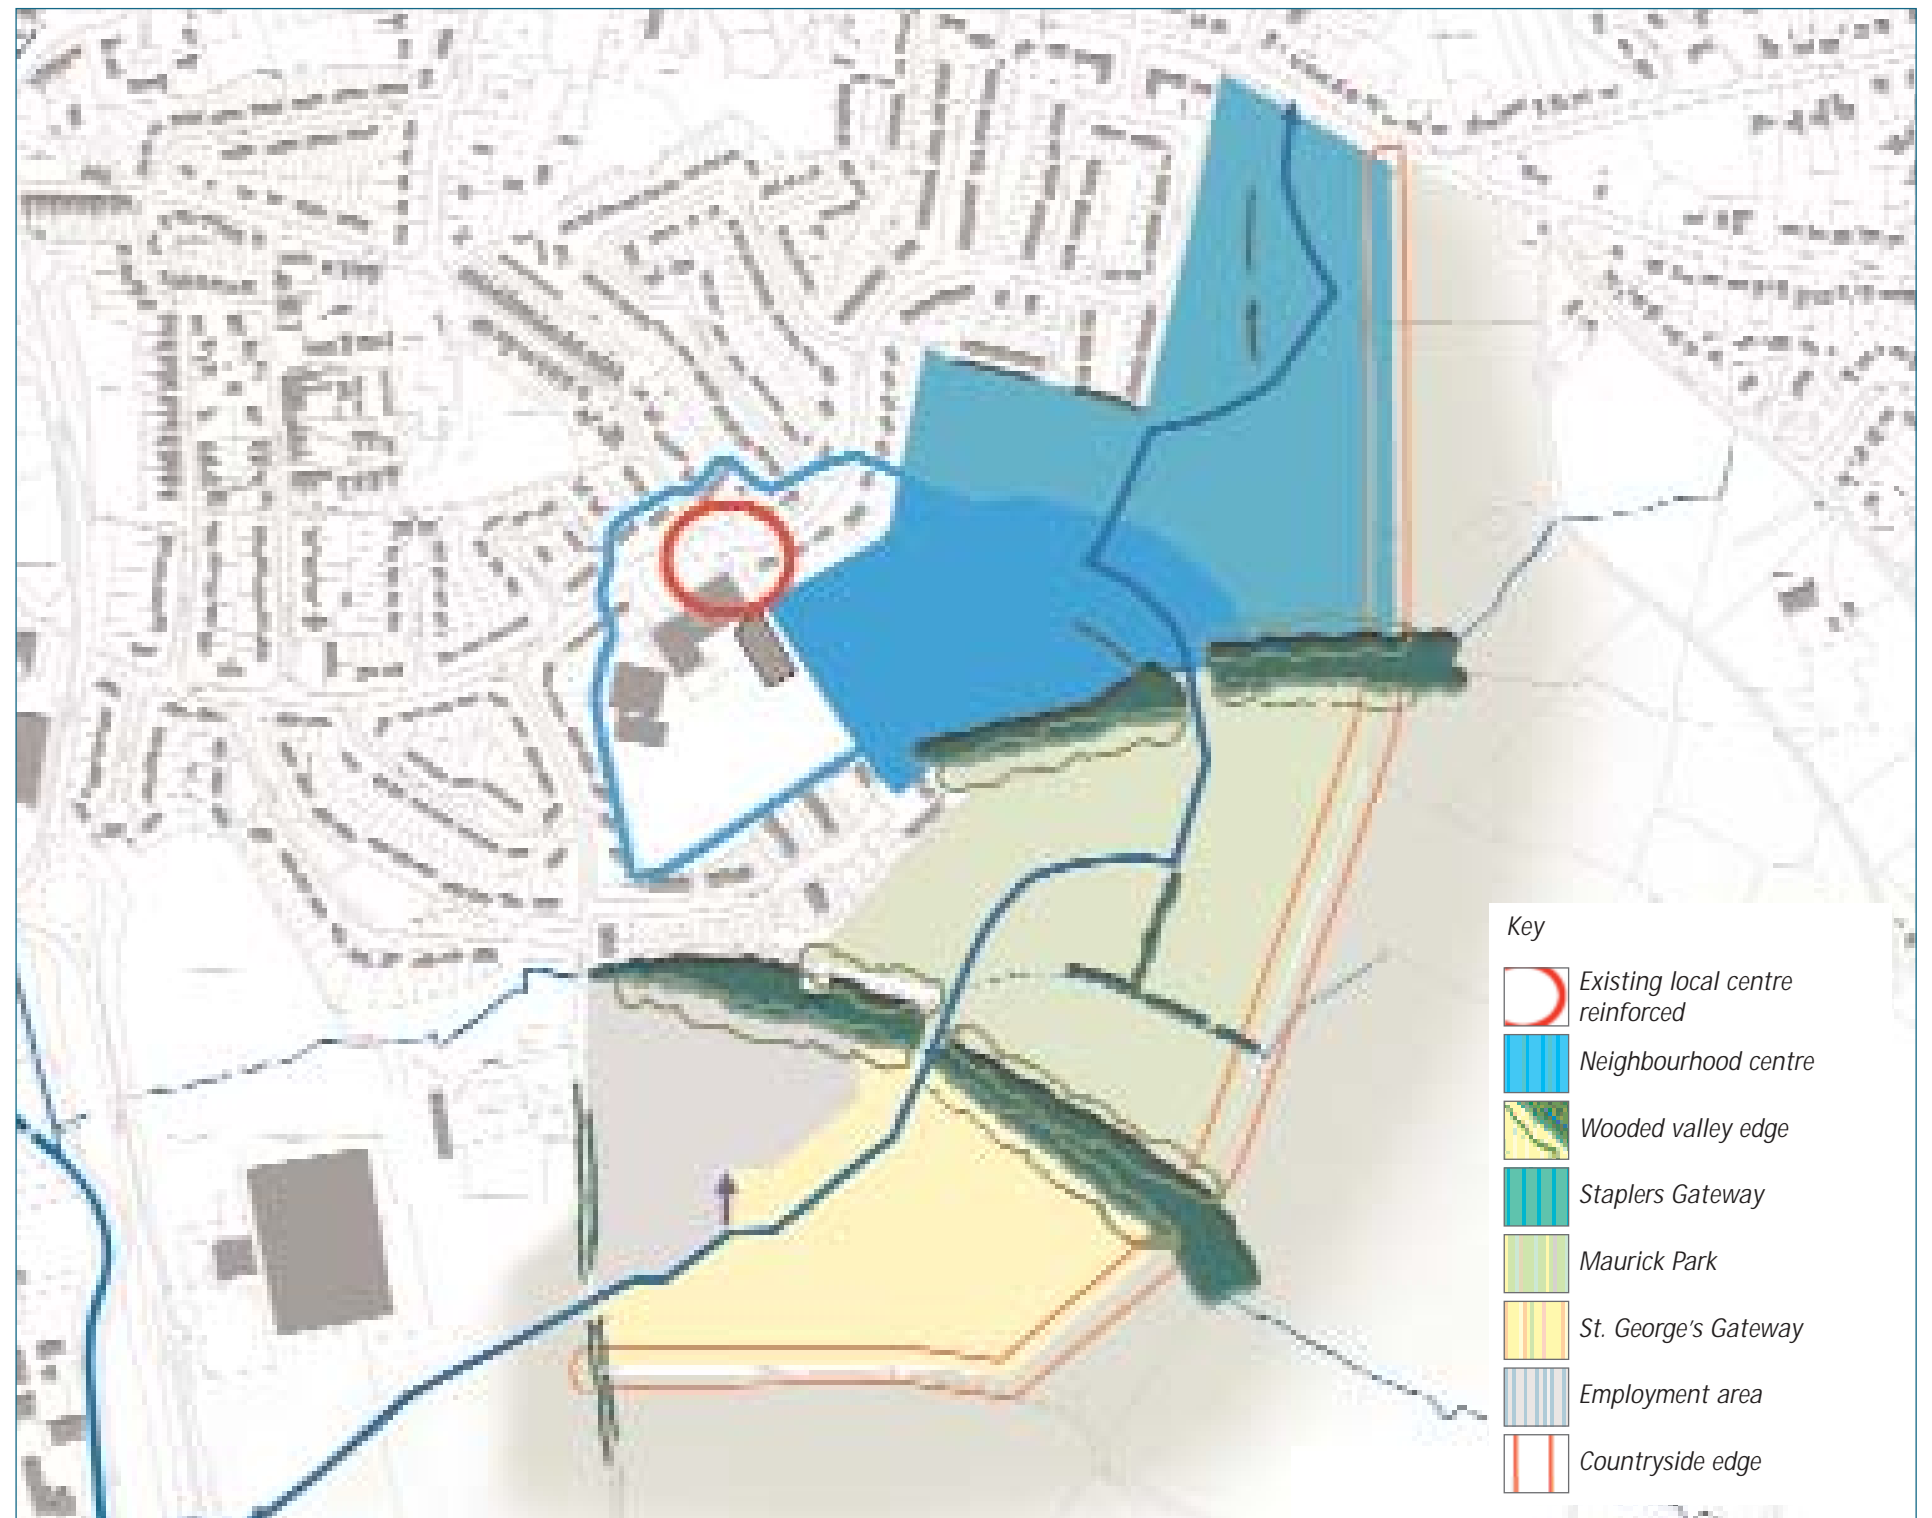 Key
Existing local centre
reinforced
Neighbourhood centre
Wooded valley edge
Staplers Gateway
Maurick Park
St. George's Gateway
Employment area
Countryside edge